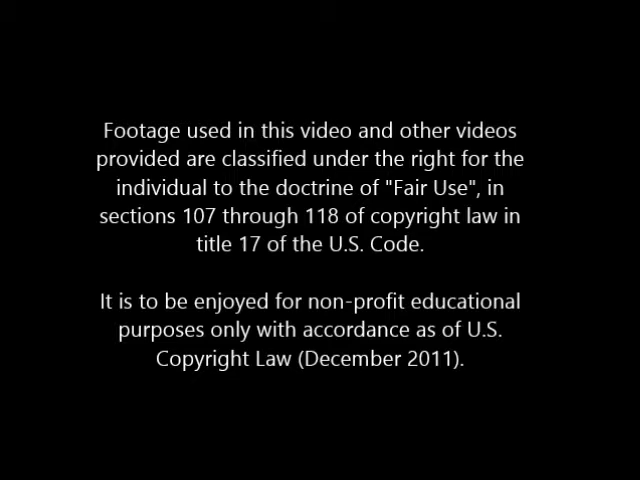 Footage used in this video and other videos
provided are classified under the right for the
individual to the doctrine of "Fair Use", in
sections 107 through 118 of copyright law in
title 17 of the U.S. Code.
It is to be enjoyed for non-profit educational
purposes only with accordance as of U.S.
Copyright Law (December 2011).